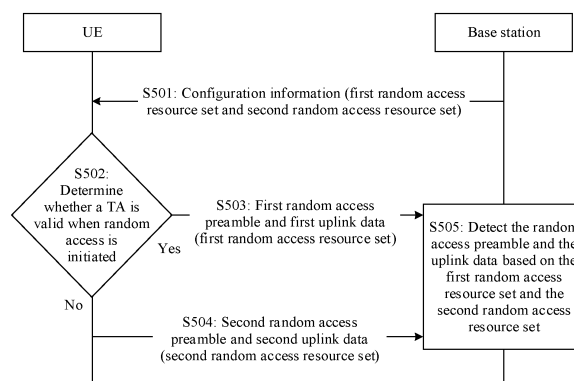 UE
Base station
S501: Configuration information (first random access
resource set and second random access resource set)
S502:
Determine
whether a TA is
valid when random
access is
initiated
S503: First random access
preamble and first uplink data
(first random access resource set)
Yes
S505: Detect the random
access preamble and the
uplink data based on the
first random access
resource set and the
second random access
resource set
No
S504: Second random access
preamble and second uplink data
(second random access resource set)